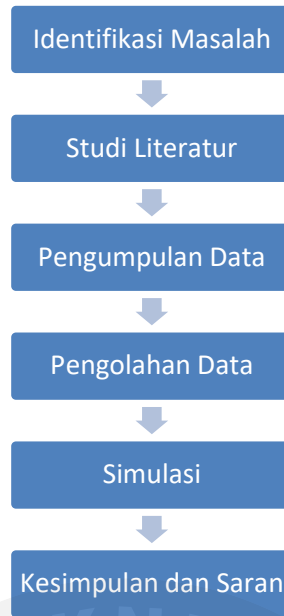 Identifikasi Masalah
Studi Literatur
Pengumpulan Data
Pengolahan Data
Simulasi
Kesimpulan dan Saran